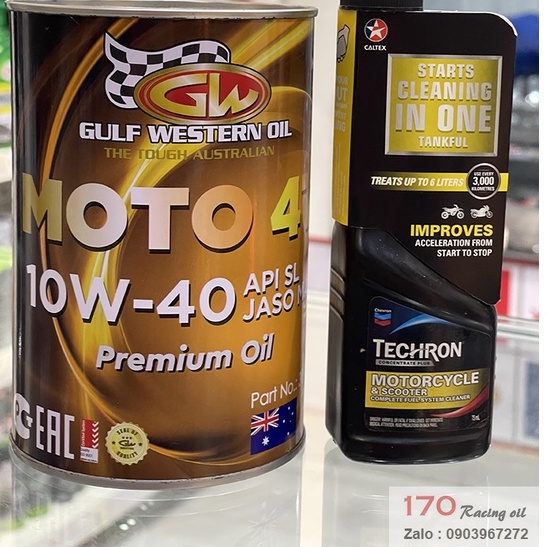 GW
GULF WESTERN OIL
THE TOUGH AUSTRALIAN
MOTO 4
10W-40
API SL
JASO M
Premium Oil
Part No.
EAC
CALTEX
STARTS
CLEANING
IN ONE
TANKFUL
TREATS UP TO 6 LITERS
USE EVERY
3,000
KILOMETRES
IMPROVES
ACCELERATION FROM
START TO STOP
Chevron
TECHRON
CONCENTRATE PLUS
MOTORCYCLE
& SCOOTER
COMPLETE FUEL SYSTEM CLEANER
75mL
170 Racing oil
Zalo : 0903967272